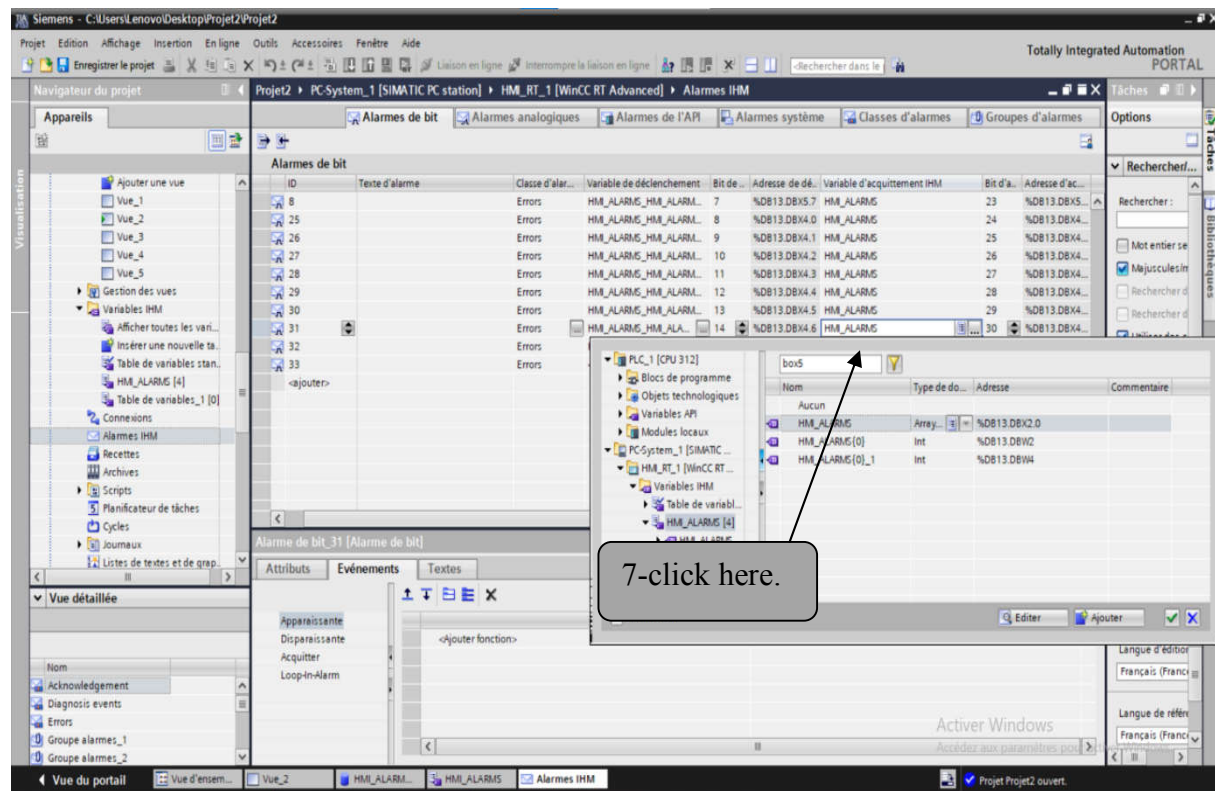 Siemens - C:\Users\Lenovo\Desktop\Projet2\Projet2
Projet Edition Affichage Insertion En ligne Outils Accessoires Fenêtre Aide
Totally Integrated Automation
PORTAL
Enregistrer le projet Liaison en ligne Interrompre la liaison en ligne <Rechercher dans le
Navigateur du projet
Projet2 PC-System_1 [SIMATIC PC station] HMI_RT_1 [WinCC RT Advanced] Alarmes IHM
Tâches
Appareils
Alarmes de bit Alarmes analogiques Alarmes de l'API Alarmes système Classes d'alarmes Groupes d'alarmes
Options
Visualisation
Tâches
Bibliothèques
Alarmes de bit
Rechercher/...
Rechercher :
Mot entier se
Majuscules/m
Rechercher d
Rechercher d
ID Texte d'alarme Classe d'alar... Variable de déclenchement Bit de... Adresse de dé.. Variable d'acquittement IHM Bit d'a.. Adresse d'ac...
8 Errors HMI_ALARMS_HMI_ALARM... 7 %DB13.DBX5.7 HMI_ALARMS 23 %DB13.DBX5...
25 Errors HMI_ALARMS_HMI_ALARM... 8 %DB13.DBX4.0 HMI_ALARMS 24 %DB13.DBX4...
26 Errors HMI_ALARMS_HMI_ALARM... 9 %DB13.DBX4.1 HMI_ALARMS 25 %DB13.DBX4...
27 Errors HMI_ALARMS_HMI_ALARM... 10 %DB13.DBX4.2 HMI_ALARMS 26 %DB13.DBX4...
28 Errors HMI_ALARMS_HMI_ALARM... 11 %DB13.DBX4.3 HMI_ALARMS 27 %DB13.DBX4...
29 Errors HMI_ALARMS_HMI_ALARM... 12 %DB13.DBX4.4 HMI_ALARMS 28 %DB13.DBX4...
30 Errors HMI_ALARMS_HMI_ALARM... 13 %DB13.DBX4.5 HMI_ALARMS 29 %DB13.DBX4...
31 Errors HMI_ALARMS_HMI_ALA... 14 %DB13.DBX4.6 HMI_ALARMS 30 %DB13.DBX4...
32 Errors
33 Errors
<ajouter>
Ajouter une vue
Vue_1
Vue_2
Vue_3
Vue_4
Vue_5
Gestion des vues
Variables IHM
Afficher toutes les vari...
Insérer une nouvelle ta..
Table de variables stan..
HMI_ALARMS [4]
Table de variables_1 [0]
Connexions
Alarmes IHM
Recettes
Archives
Scripts
Planificateur de tâches
Cycles
Journaux
Listes de textes et de grap..
PLC_1 [CPU 312]
Blocs de programme
Objets technologiques
Variables API
Modules locaux
PC-System_1 [SIMATIC ...
HMI_RT_1 [WinCC RT ...
Variables IHM
Table de variabl...
HMI_ALARMS [4]
box5
Nom Type de do... Adresse Commentaire
Aucun
HMI_ALARMS Array... %DB13.DBX2.0
HMI_ALARMS{0} Int %DB13.DBW2
HMI_ALARMS{0}_1 Int %DB13.DBW4
7-click here.
Editer Ajouter
Alarme de bit_31 [Alarme de bit]
Attributs Evénements Textes
Apparaissante
Disparaissante
Acquitter
Loop-In-Alarm
<Ajouter fonction>
Vue détaillée
Nom
Acknowledgement
Diagnosis events
Errors
Groupe alarmes_1
Groupe alarmes_2
Langue d'édition
Français (France
Langue de référe
Français (France
Activer Windows
Accédez aux paramètres pour activer Windows.
Vue du portail Vue d'ensem... Vue_2 HMI_ALARM... HMI_ALARMS Alarmes IHM Projet Projet2 ouvert.